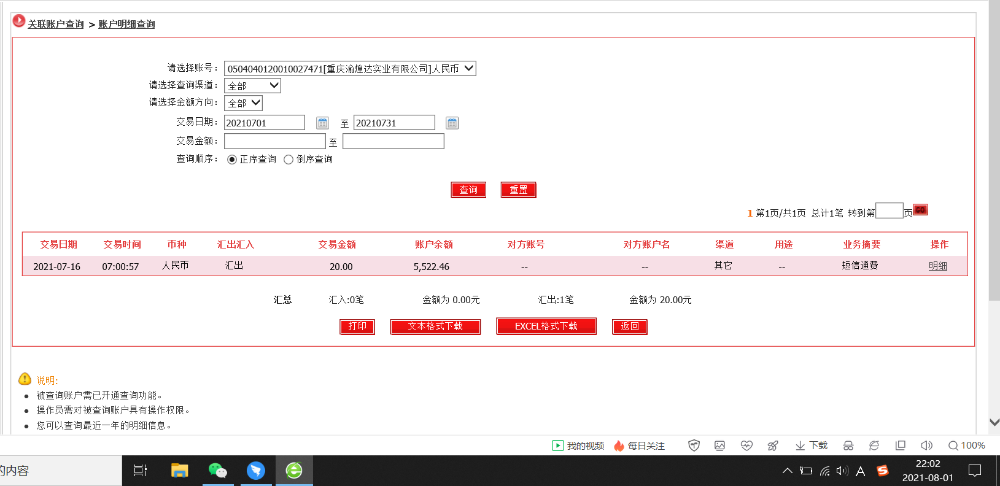 关联账户查询 > 账户明细查询
请选择账号： 0504040120010027471[重庆渝煌达实业有限公司]人民币
请选择查询渠道： 全部
请选择金额方向： 全部
交易日期： 20210701 至 20210731
交易金额： 至
查询顺序： 正序查询 倒序查询
查询 重置
1 第1页/共1页 总计1笔 转到第 页 GO
交易日期 交易时间 币种 汇出汇入 交易金额 账户余额 对方账号 对方账户名 渠道 用途 业务摘要 操作
2021-07-16 07:00:57 人民币 汇出 20.00 5,522.46 -- -- 其它 -- 短信通费 明细
汇总 汇入:0笔 金额为 0.00元 汇出:1笔 金额为 20.00元
打印 文本格式下载 EXCEL格式下载 返回
说明:
● 被查询账户需已开通查询功能。
● 操作员需对被查询账户具有操作权限。
● 您可以查询最近一年的明细信息。
我的视频 每日关注 下载 100%
的内容 A 22:02
2021-08-01